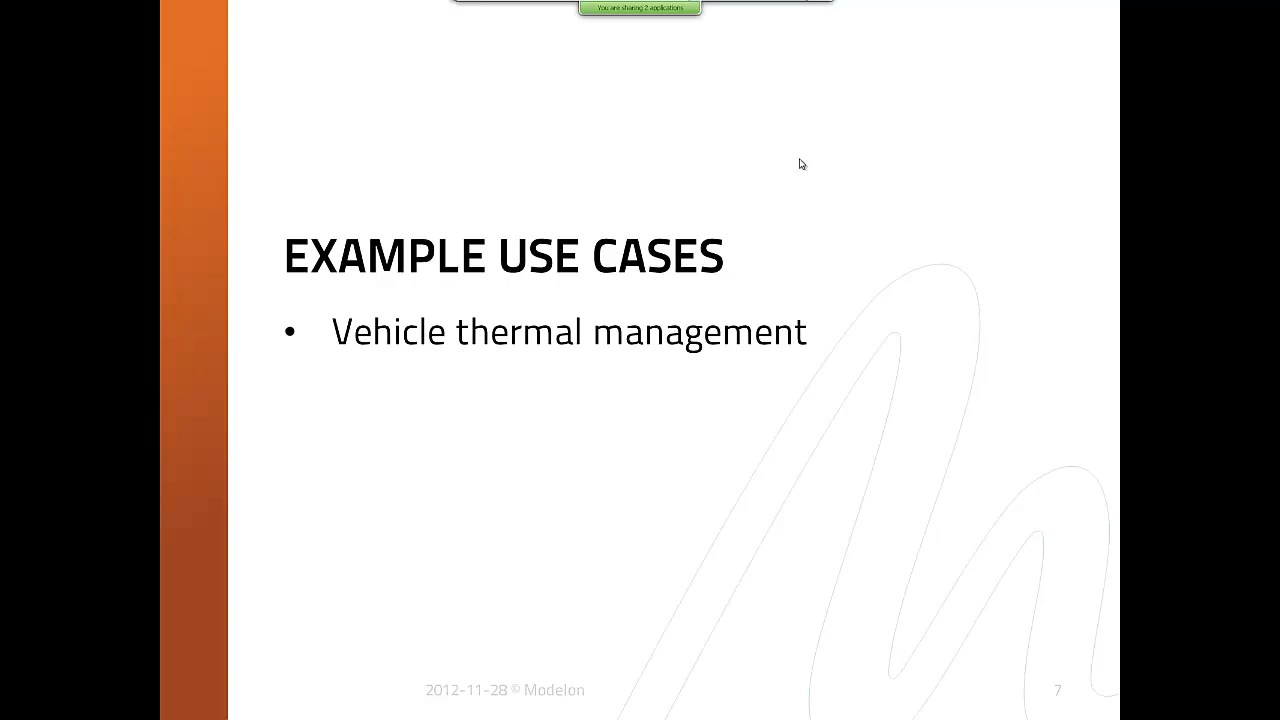 You are sharing 2 applications
EXAMPLE USE CASES
• Vehicle thermal management
2012-11-28 © Modelon
7